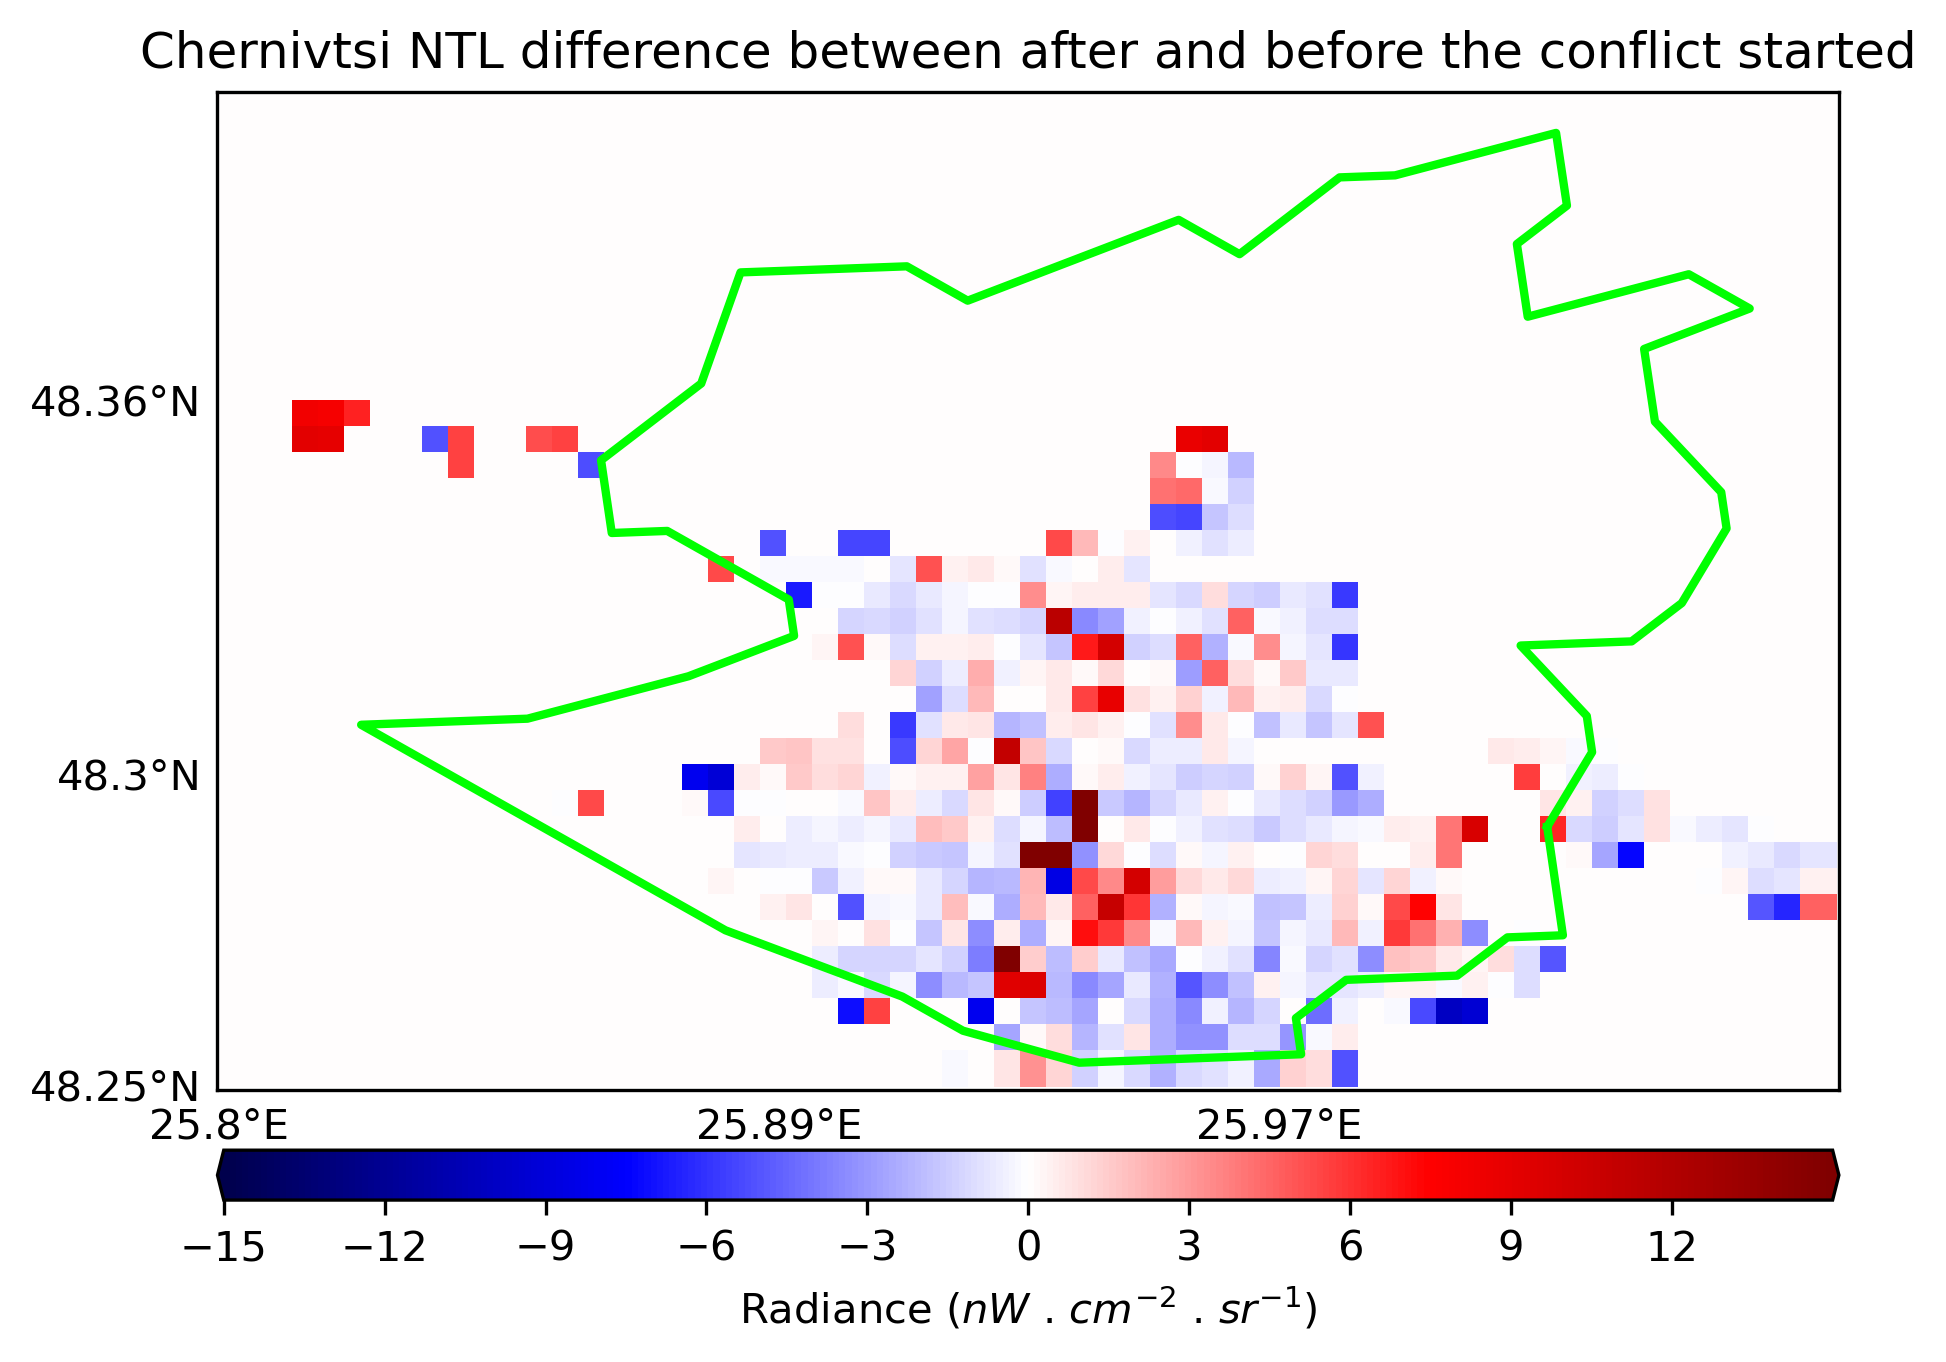 Chernivtsi NTL difference between after and before the conflict started
48.36°N
48.3°N
48.25°N
25.8°E 25.89°E 25.97°E
−15 −12 −9 −6 −3 0 3 6 9 12
Radiance (nW . cm⁻² . sr⁻¹)